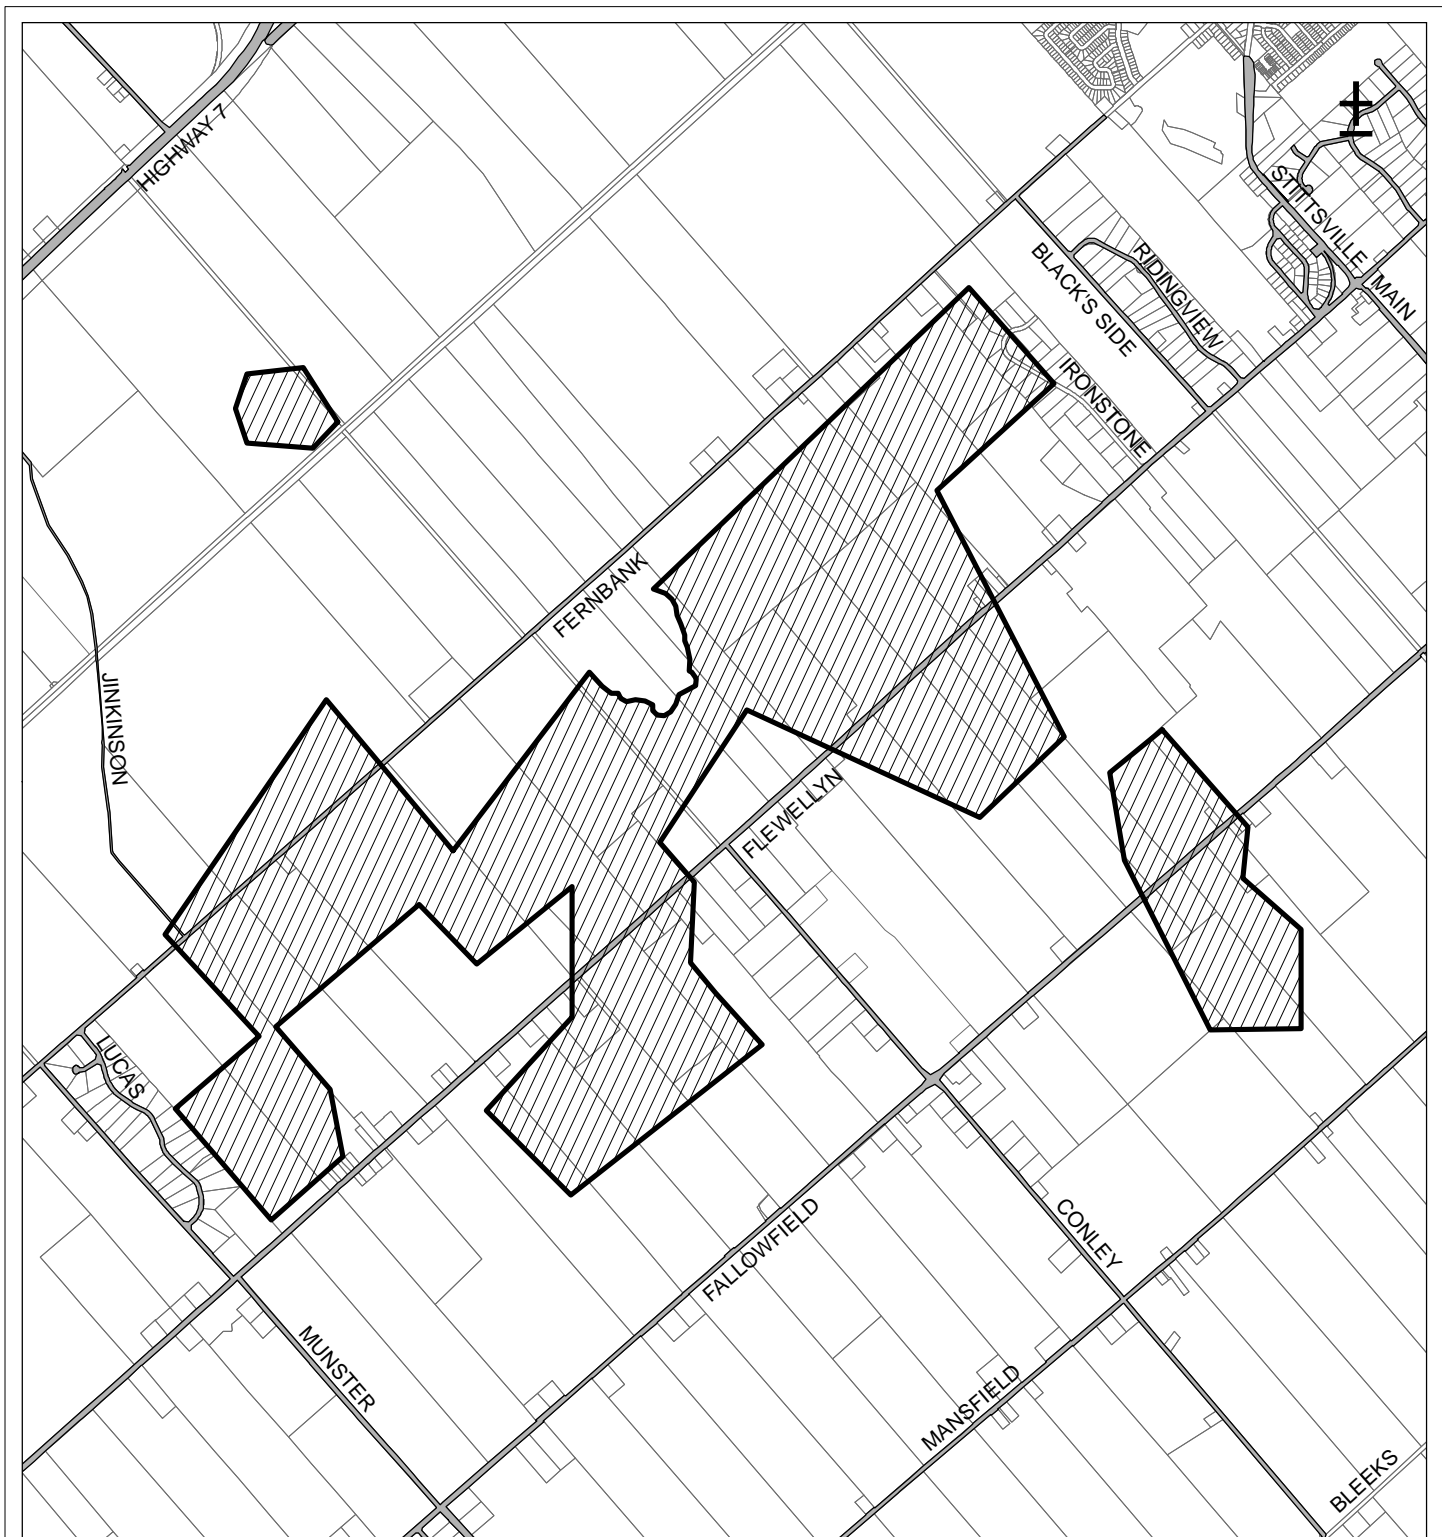 HIGHWAY 7
STITTSVILLE MAIN
RIDINGVIEW
BLACK'S SIDE
IRONSTONE
FERNBANK
JINKINSON
FLEWELLYN
LUCAS
CONLEY
FALLOWFIELD
MUNSTER
MANSFIELD
BLEEKS